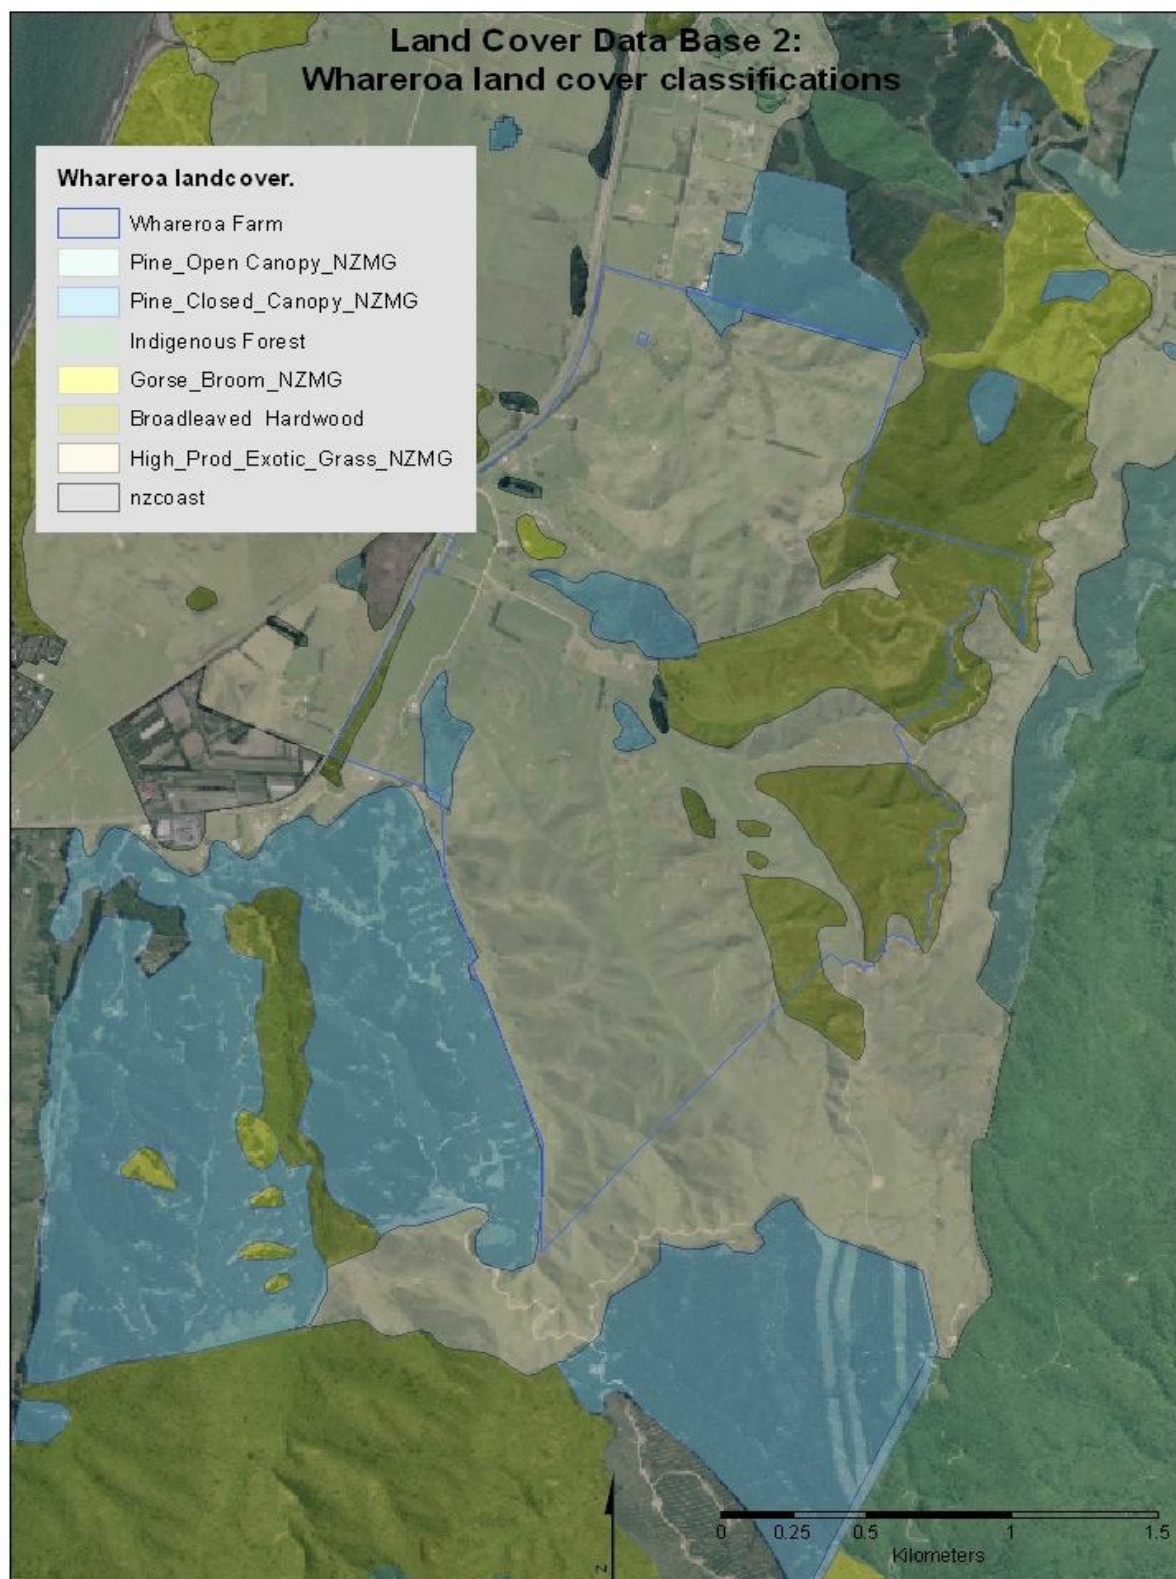 Land Cover Data Base 2:
Whareroa land cover classifications
Whareroa landcover.
Whareroa Farm
Pine_Open Canopy_NZMG
Pine_Closed_Canopy_NZMG
Indigenous Forest
Gorse_Broom_NZMG
Broadleaved Hardwood
High_Prod_Exotic_Grass_NZMG
nzcoast
0 0.25 0.5 1 1.5
Kilometers
z